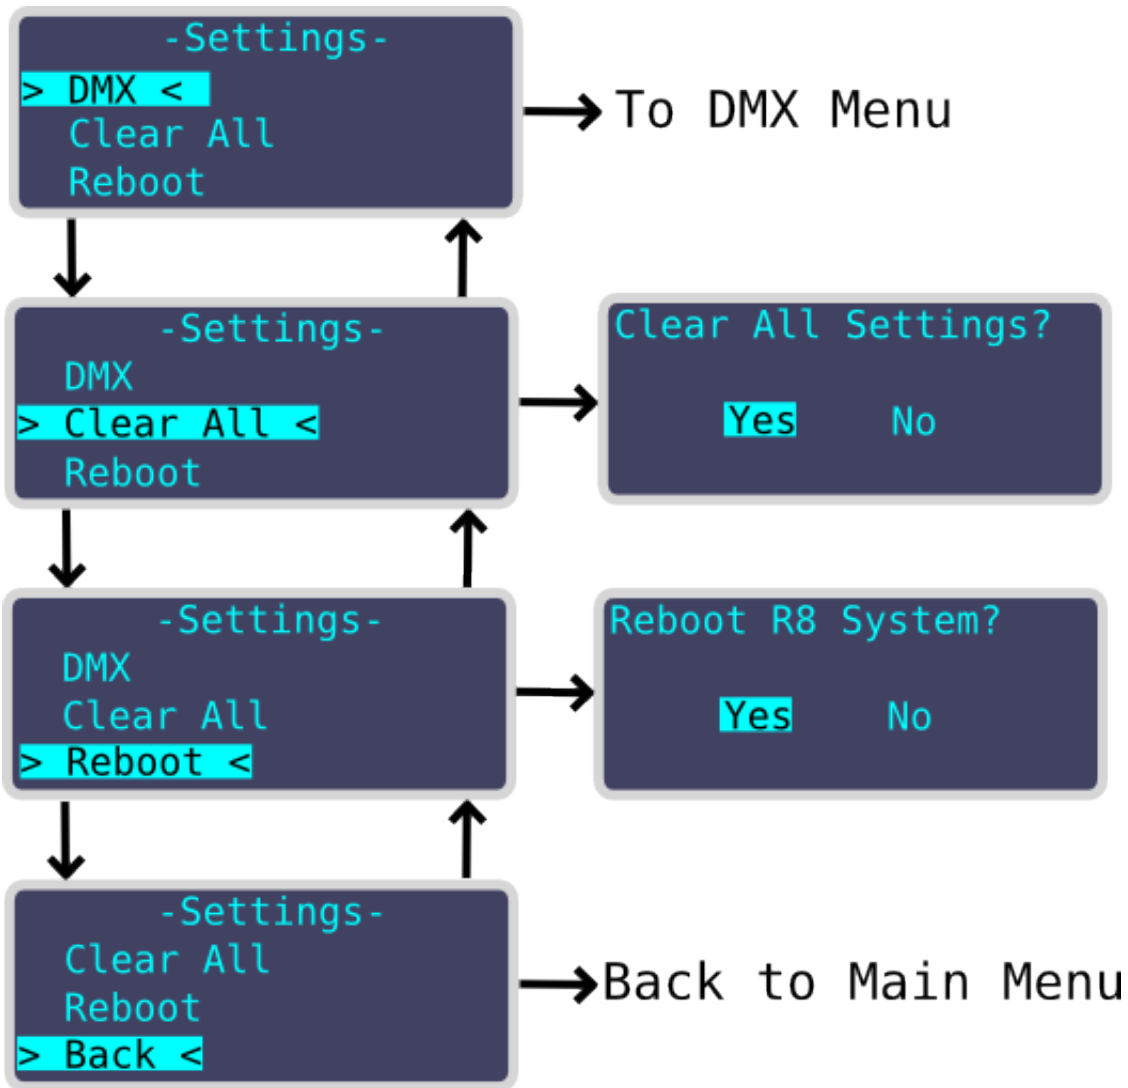 -Settings-
> DMX <
Clear All
Reboot
To DMX Menu
-Settings-
DMX
> Clear All <
Reboot
Clear All Settings?
Yes No
-Settings-
DMX
Clear All
> Reboot <
Reboot R8 System?
Yes No
-Settings-
Clear All
Reboot
> Back <
Back to Main Menu